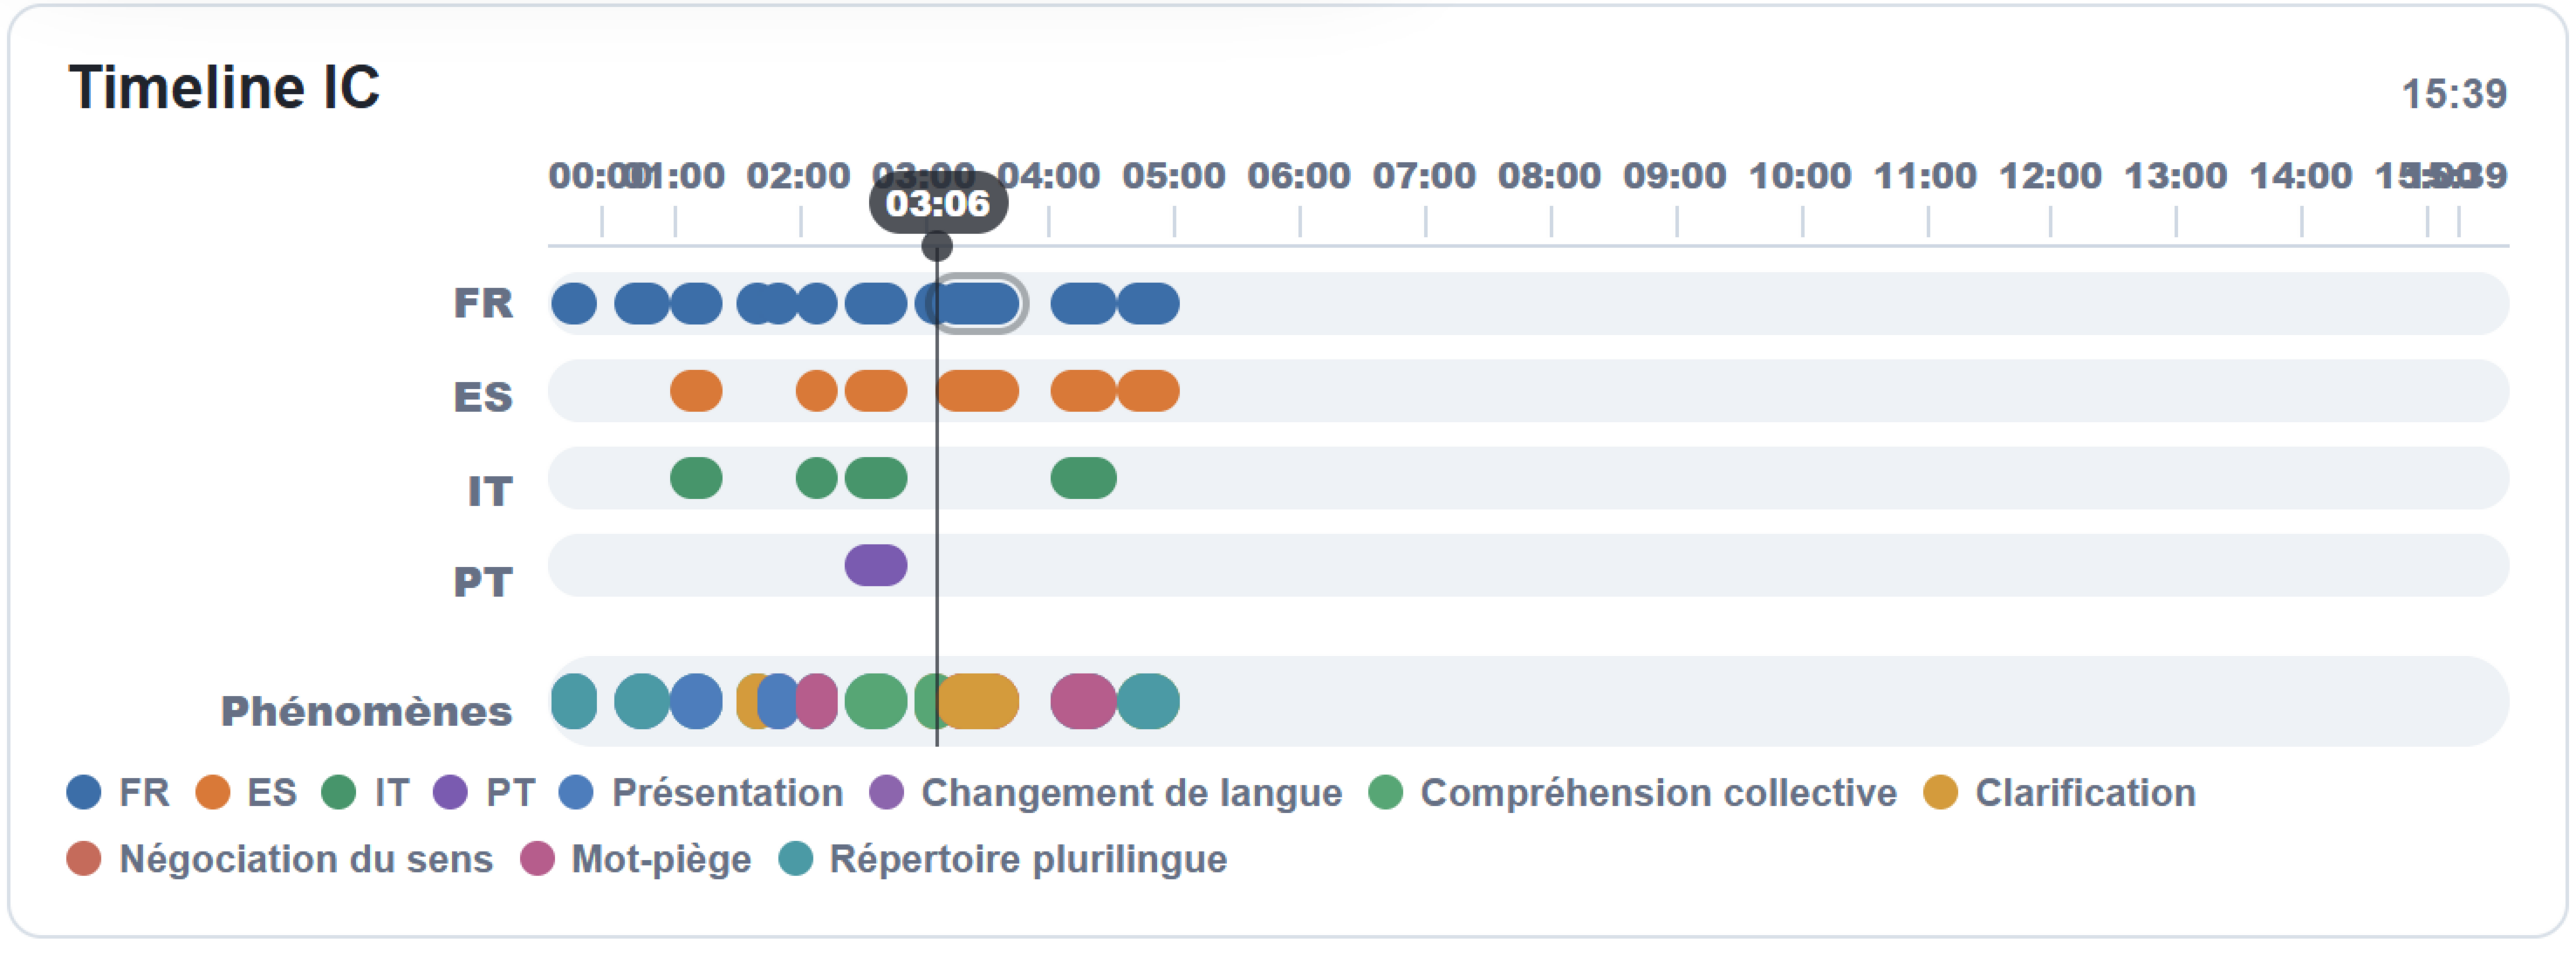 Timeline IC
15:39
00:00 01:00 02:00 03:00 04:00 05:00 06:00 07:00 08:00 09:00 10:00 11:00 12:00 13:00 14:00 15:00 15:39
03:06
FR
ES
IT
PT
Phénomènes
FR ES IT PT Présentation Changement de langue Compréhension collective Clarification
Négociation du sens Mot-piège Répertoire plurilingue